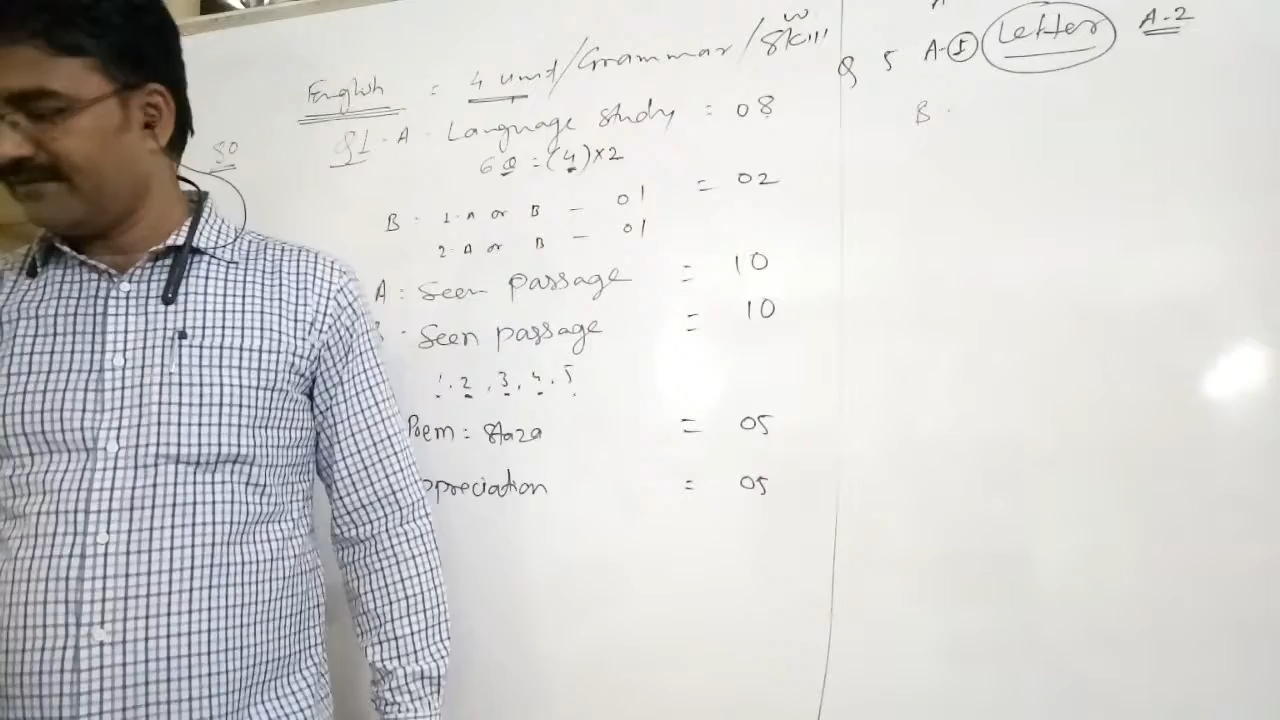 English = 4 unit/Grammar/Skill
W
80
Q1. A. Language study = 08
6 Q = (4)×2
B. 1. A or B – 01 = 02
2. A or B – 01
A: Seen passage = 10
Seen passage = 10
1. 2, 3, 4. 5
Poem = Staza = 05
ppreciation = 05
Q 5 A-① Letter A-2
B.